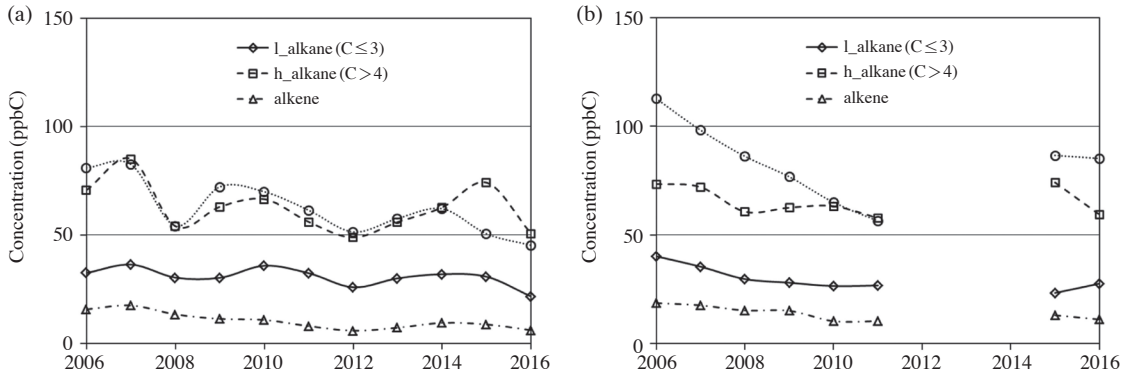 (a)
Concentration (ppbC)
150
100
50
0
l_alkane (C≤3)
h_alkane (C>4)
alkene
2006 2008 2010 2012 2014 2016
(b)
Concentration (ppbC)
150
100
50
0
l_alkane (C≤3)
h_alkane (C>4)
alkene
2006 2008 2010 2012 2014 2016